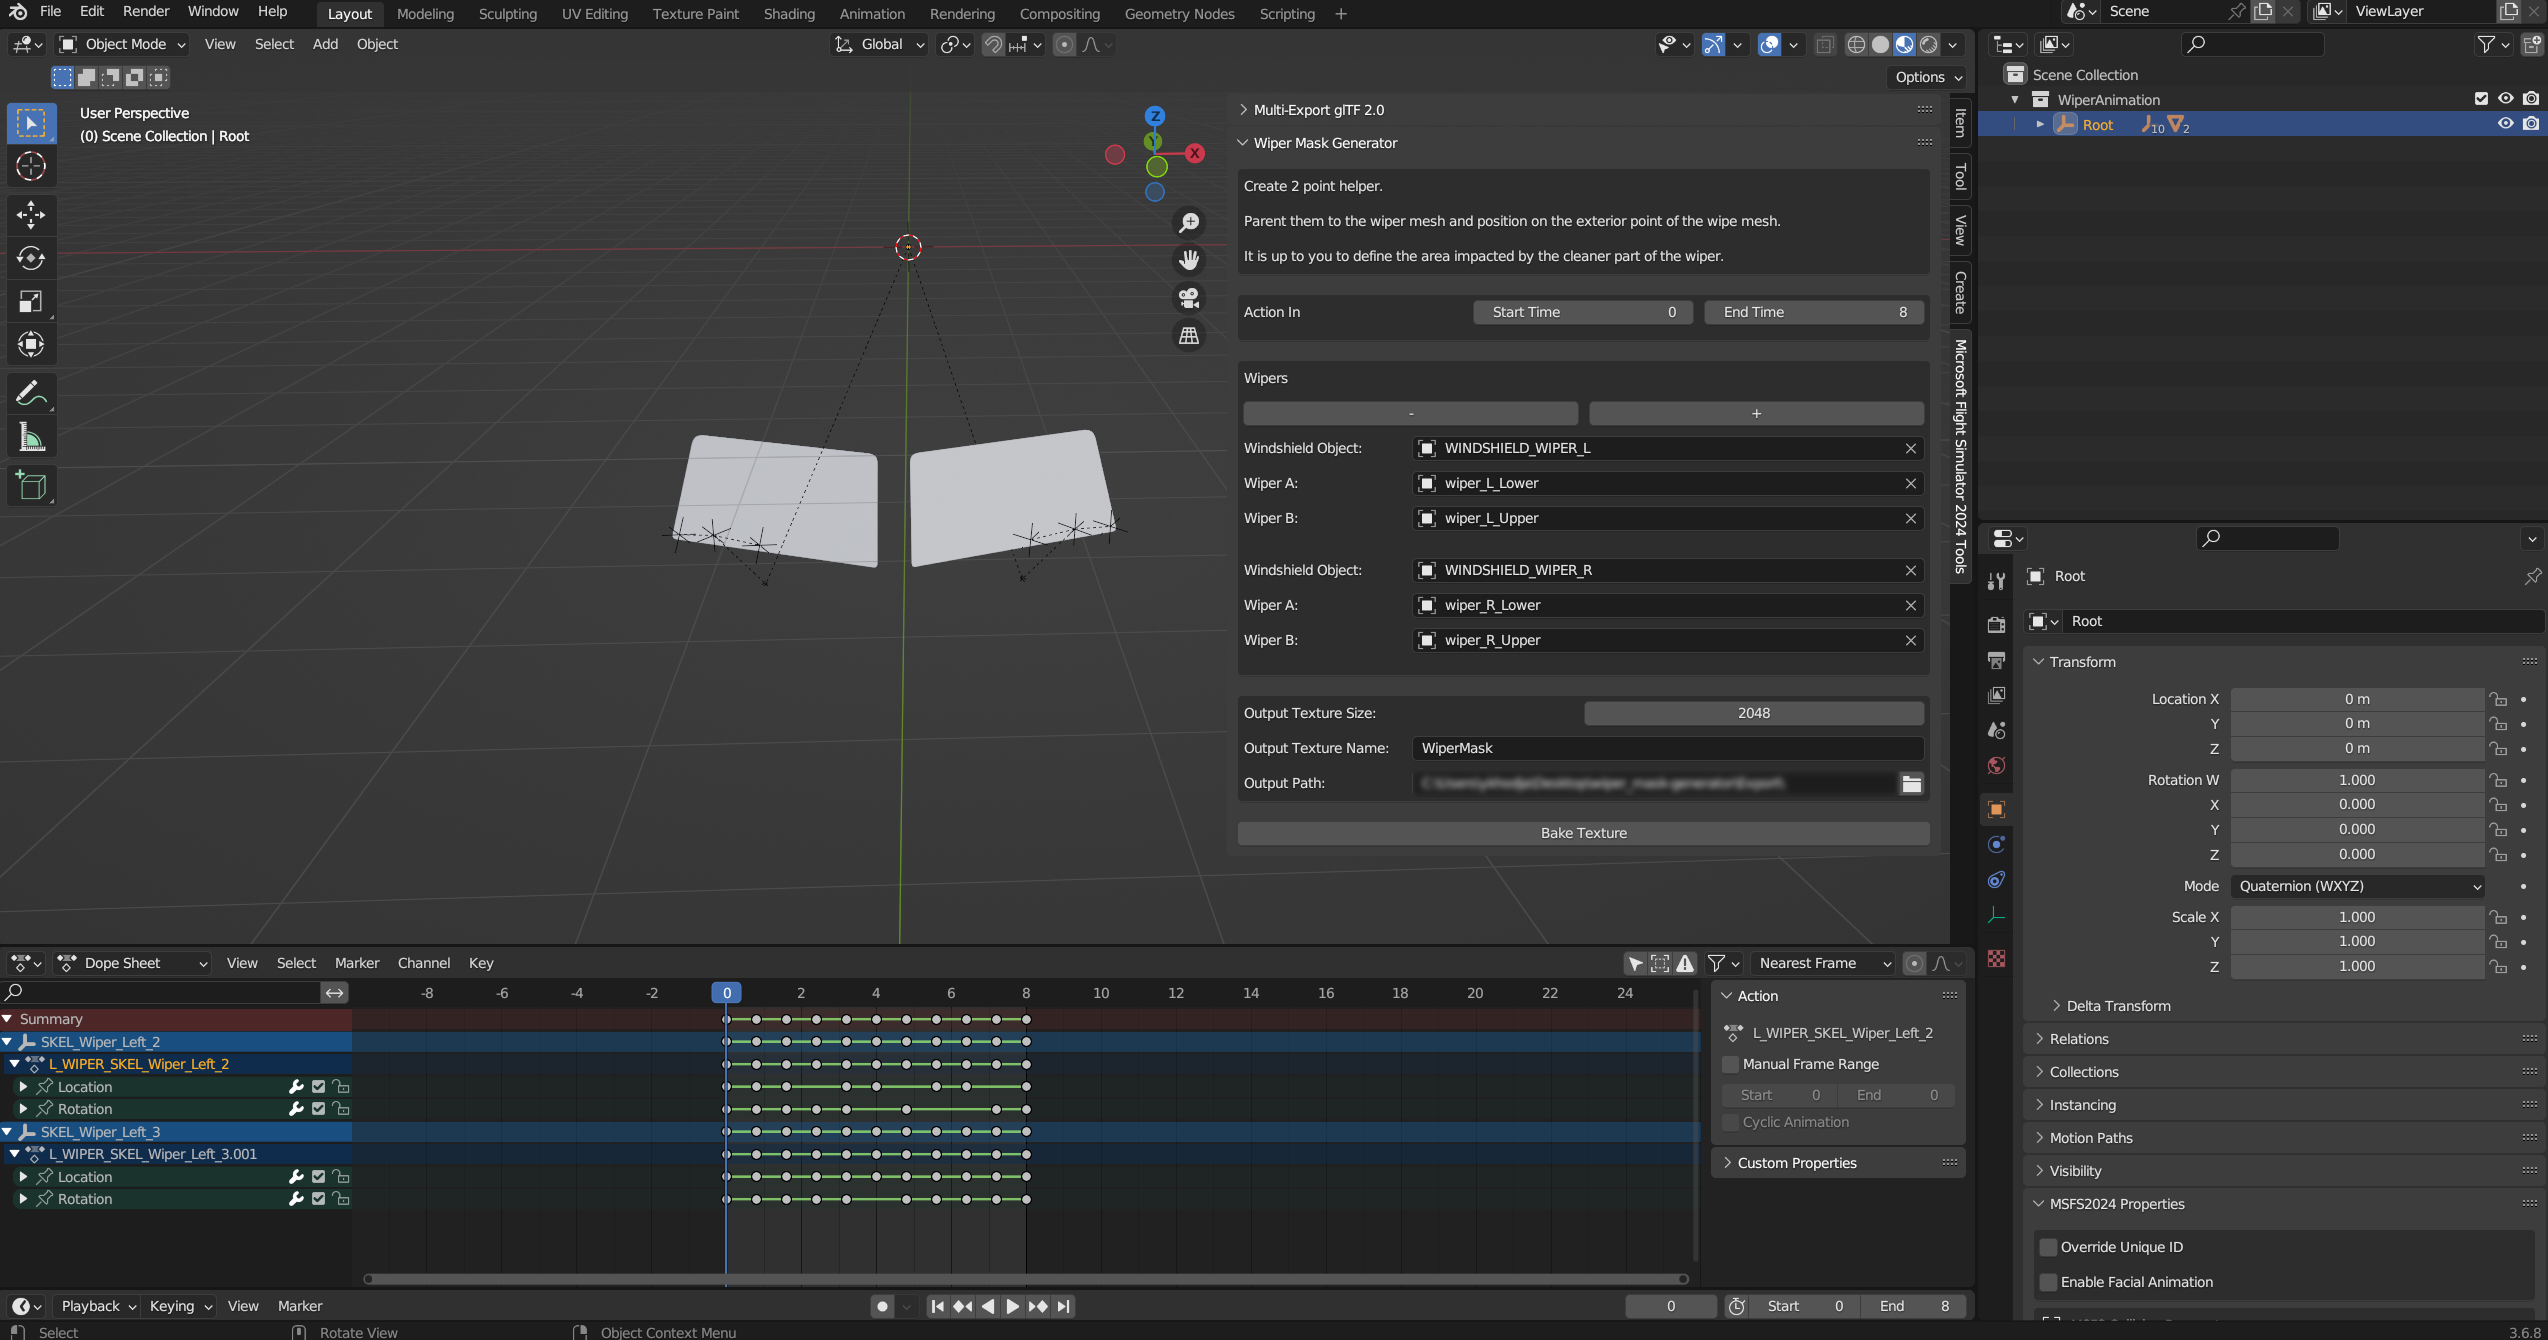 File Edit Render Window Help Layout Modeling Sculpting UV Editing Texture Paint Shading Animation Rendering Compositing Geometry Nodes Scripting + Scene ViewLayer
Object Mode View Select Add Object Global
Options
User Perspective
(0) Scene Collection | Root
Z
Y
X
Multi-Export glTF 2.0
Wiper Mask Generator
Create 2 point helper.
Parent them to the wiper mesh and position on the exterior point of the wipe mesh.
It is up to you to define the area impacted by the cleaner part of the wiper.
Action In Start Time 0 End Time 8
Wipers
- +
Windshield Object: WINDSHIELD_WIPER_L
Wiper A: wiper_L_Lower
Wiper B: wiper_L_Upper
Windshield Object: WINDSHIELD_WIPER_R
Wiper A: wiper_R_Lower
Wiper B: wiper_R_Upper
Output Texture Size: 2048
Output Texture Name: WiperMask
Output Path:
Bake Texture
Item
Tool
View
Create
Microsoft Flight Simulator 2024 Tools
Scene Collection
WiperAnimation
Root 10 2
Root
Root
Transform
Location X 0 m
Y 0 m
Z 0 m
Rotation W 1.000
X 0.000
Y 0.000
Z 0.000
Mode Quaternion (WXYZ)
Scale X 1.000
Y 1.000
Z 1.000
Delta Transform
Relations
Collections
Instancing
Motion Paths
Visibility
MSFS2024 Properties
Override Unique ID
Enable Facial Animation
Dope Sheet View Select Marker Channel Key Nearest Frame
-8 -6 -4 -2 0 2 4 6 8 10 12 14 16 18 20 22 24
Summary
SKEL_Wiper_Left_2
L_WIPER_SKEL_Wiper_Left_2
Location
Rotation
SKEL_Wiper_Left_3
L_WIPER_SKEL_Wiper_Left_3.001
Location
Rotation
Action
L_WIPER_SKEL_Wiper_Left_2
Manual Frame Range
Start 0 End 0
Cyclic Animation
Custom Properties
Playback Keying View Marker 0 Start 0 End 8
Select Rotate View Object Context Menu 3.6.8